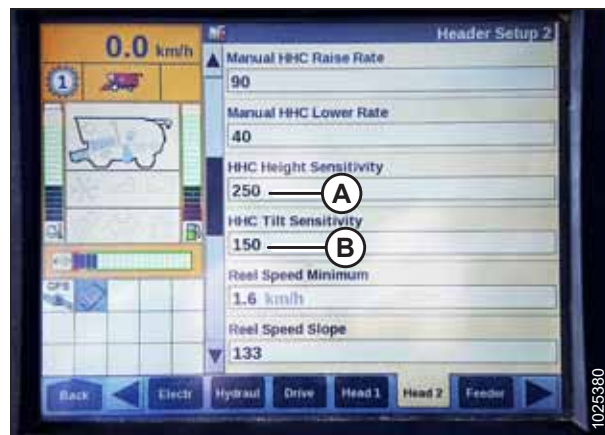 0.0 km/h
Header Setup 2
1
Manual HHC Raise Rate
90
Manual HHC Lower Rate
40
HHC Height Sensitivity
250
A
HHC Tilt Sensitivity
150
B
Reel Speed Minimum
1.6 km/h
Reel Speed Slope
133
GPS
Back
Electr
Hydraul
Drive
Head 1
Head 2
Feeder
1025380